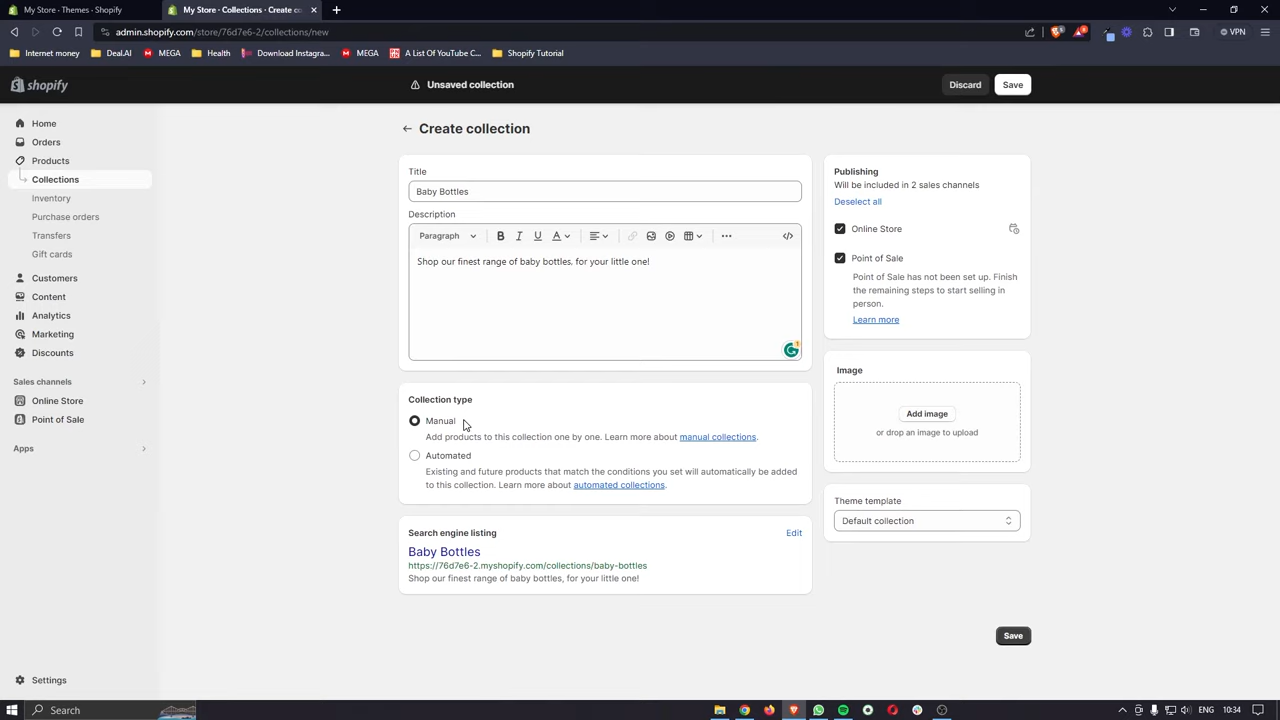 My Store - Themes - Shopify
My Store - Collections - Create co
admin.shopify.com/store/76d7e6-2/collections/new
VPN
Internet money
DealAI
MEGA
Health
Download Instagra...
MEGA
A List Of YouTube C...
Shopify Tutorial
shopify
Unsaved collection
Discard
Save
Home
Orders
Products
Collections
Inventory
Purchase orders
Transfers
Gift cards
Customers
Content
Analytics
Marketing
Discounts
Sales channels
Online Store
Point of Sale
Apps
Settings
Create collection
Title
Baby Bottles
Description
Paragraph
B I U A
Shop our finest range of baby bottles, for your little one!
Collection type
Manual
Add products to this collection one by one. Learn more about manual collections.
Automated
Existing and future products that match the conditions you set will automatically be added
to this collection. Learn more about automated collections.
Search engine listing
Edit
Baby Bottles
https://76d7e6-2.myshopify.com/collections/baby-bottles
Shop our finest range of baby bottles, for your little one!
Publishing
Will be included in 2 sales channels
Deselect all
Online Store
Point of Sale
Point of Sale has not been set up. Finish
the remaining steps to start selling in
person.
Learn more
Image
Add image
or drop an image to upload
Theme template
Default collection
Save
Search
ENG
10:34